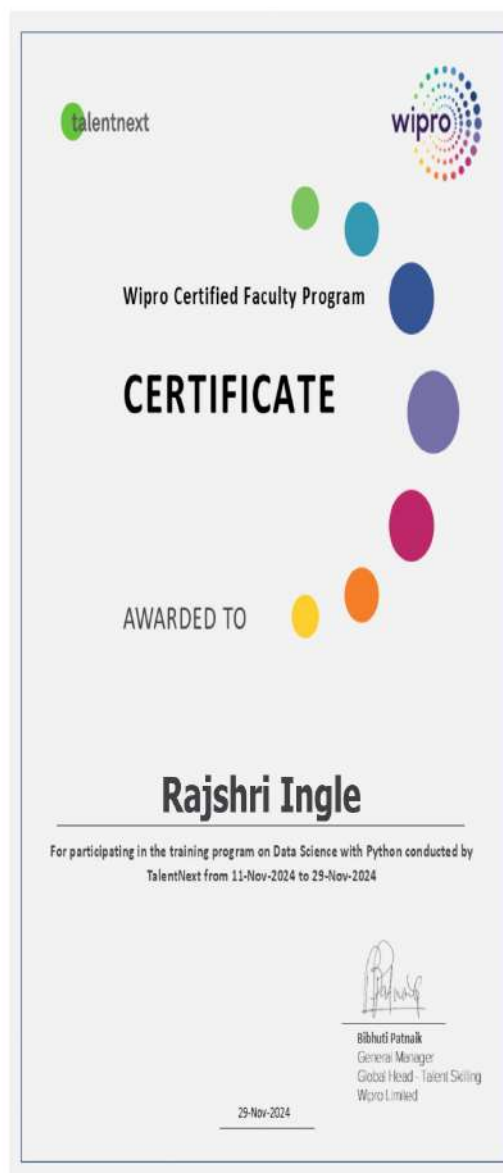 talentnext
wipro
Wipro Certified Faculty Program
CERTIFICATE
AWARDED TO
Rajshri Ingle
For participating in the training program on Data Science with Python conducted by
TalentNext from 11-Nov-2024 to 29-Nov-2024
Bibhuti Patnaik
General Manager
Global Head - Talent Skilling
Wipro Limited
29-Nov-2024